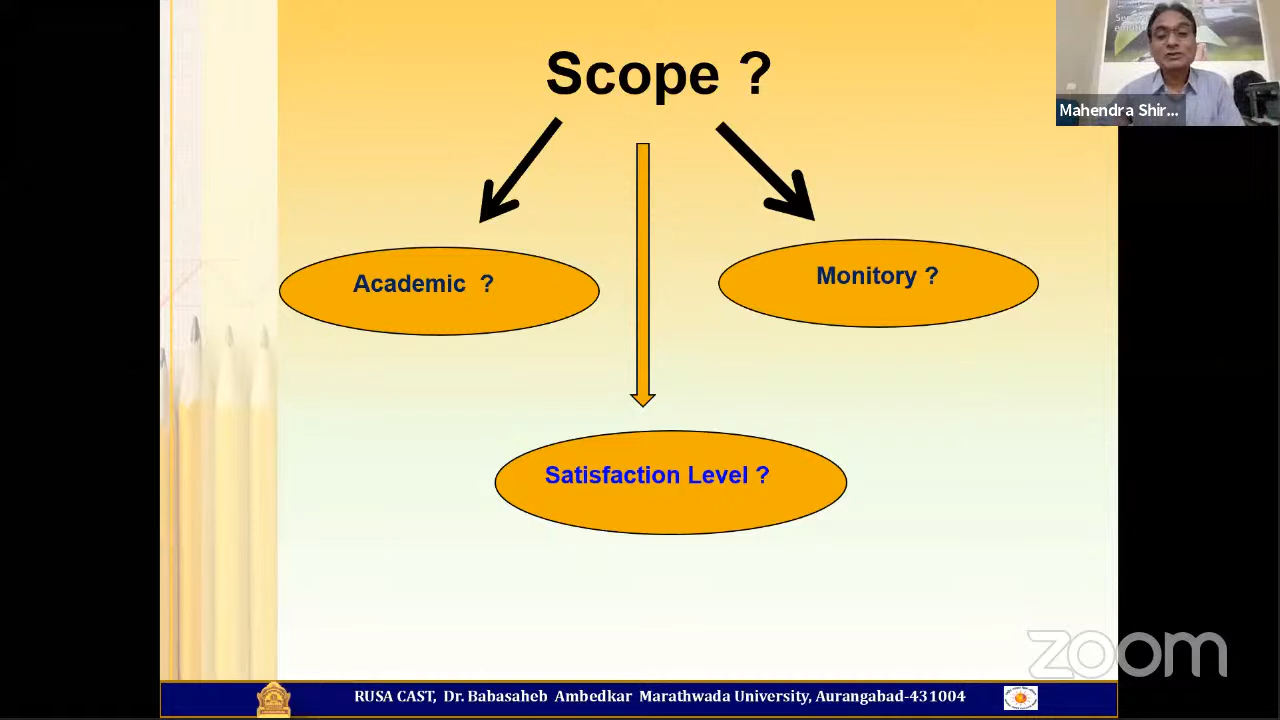 Scope ?
Mahendra Shir...
Academic  ?
Monitory ?
Satisfaction Level ?
zoom
RUSA CAST, Dr. Babasaheb Ambedkar Marathwada University, Aurangabad-431004